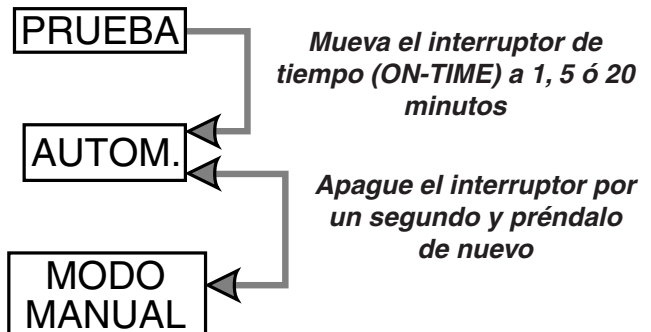 PRUEBA
Mueva el interruptor de
tiempo (ON-TIME) a 1, 5 ó 20
minutos
AUTOM.
Apague el interruptor por
un segundo y préndalo
de nuevo
MODO
MANUAL